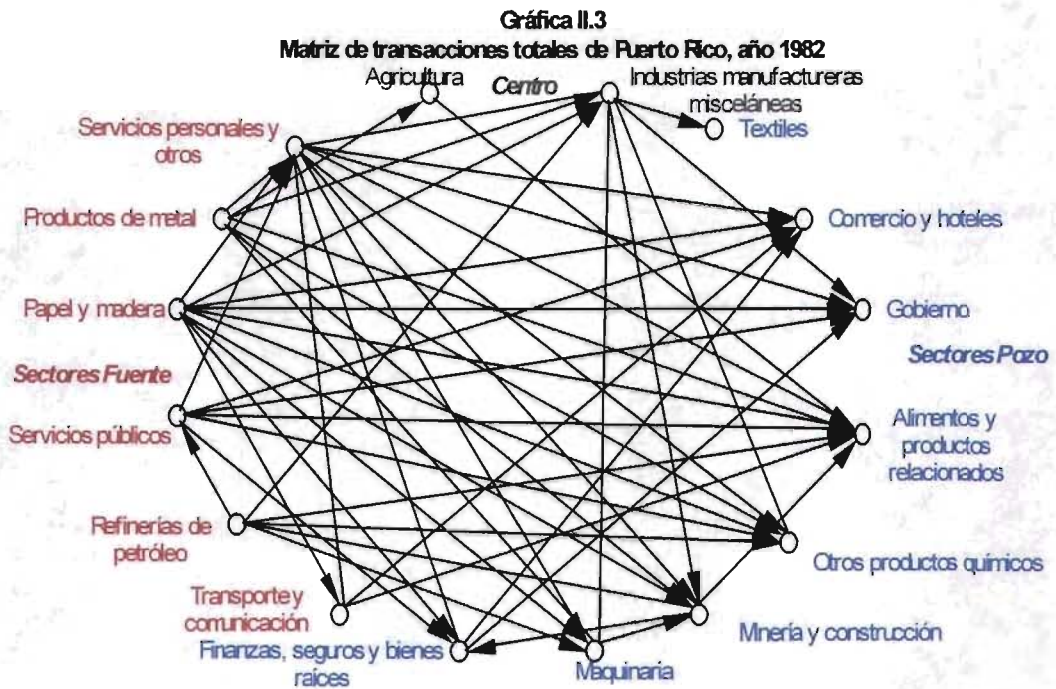 Gráfica II.3
Matriz de transacciones totales de Puerto Rico, año 1982
Agricultura
Centro
Industrias manufactureras
misceláneas
Textiles
Servicios personales y
otros
Productos de metal
Comercio y hoteles
Papel y madera
Gobierno
Sectores Fuente
Sectores Pozo
Servicios públicos
Alimentos y
productos
relacionados
Refinerías de
petróleo
Otros productos químicos
Transporte y
comunicación
Minería y construcción
Finanzas, seguros y bienes
raíces
Maquinaria